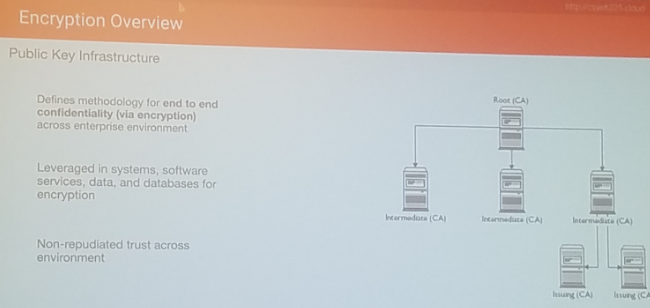 Encryption Overview
Public Key Infrastructure
Defines methodology for end to end
confidentiality (via encryption)
across enterprise environment
Leveraged in systems, software
services, data, and databases for
encryption
Non-repudiated trust across
environment
Root (CA)
Intermediate (CA)
Intermediate (CA)
Intermediate (CA)
Issuing (CA)
Issuing (CA